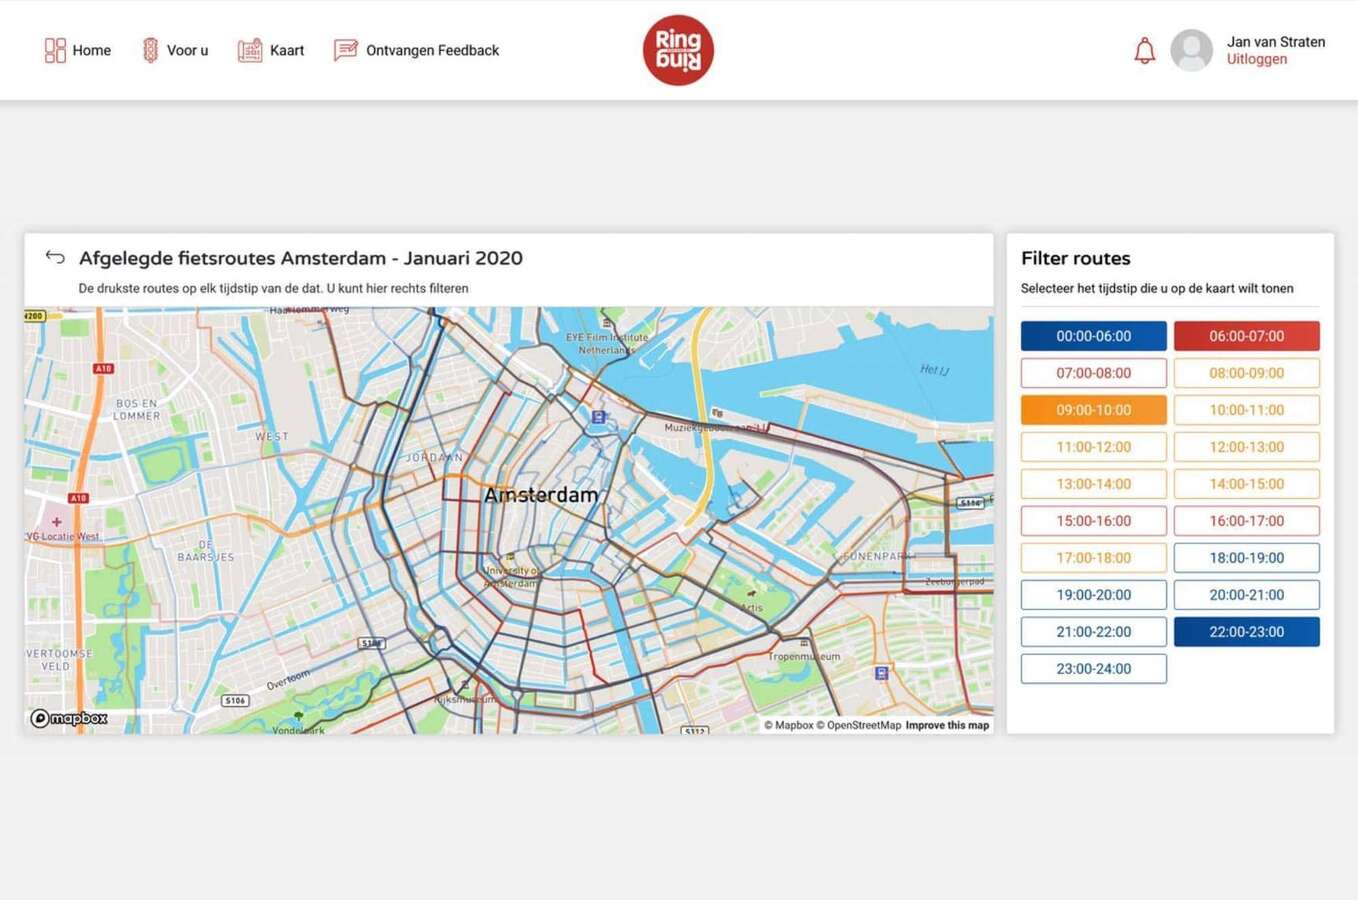 Home
Voor u
Kaart
Ontvangen Feedback
Ring
Ring
Jan van Straten
Uitloggen
Afgelegde fietsroutes Amsterdam - Januari 2020
De drukste routes op elk tijdstip van de dat. U kunt hier rechts filteren
Haarlemmerweg
EYE Film Institute
Netherlands
Het IJ
A10
BOS EN
LOMMER
WEST
JORDAAN
Amsterdam
A10
VG Locatie West
DE
BAARSJES
University of
Amsterdam
FUNENPARK
S114
Zeeburgerpad
Artis
Tropenmuseum
VERTOOMSE
VELD
Overtoom
S106
Rijksmuseum
Vondelpark
S112
mapbox
© Mapbox © OpenStreetMap Improve this map
Filter routes
Selecteer het tijdstip die u op de kaart wilt tonen
00:00-06:00
06:00-07:00
07:00-08:00
08:00-09:00
09:00-10:00
10:00-11:00
11:00-12:00
12:00-13:00
13:00-14:00
14:00-15:00
15:00-16:00
16:00-17:00
17:00-18:00
18:00-19:00
19:00-20:00
20:00-21:00
21:00-22:00
22:00-23:00
23:00-24:00